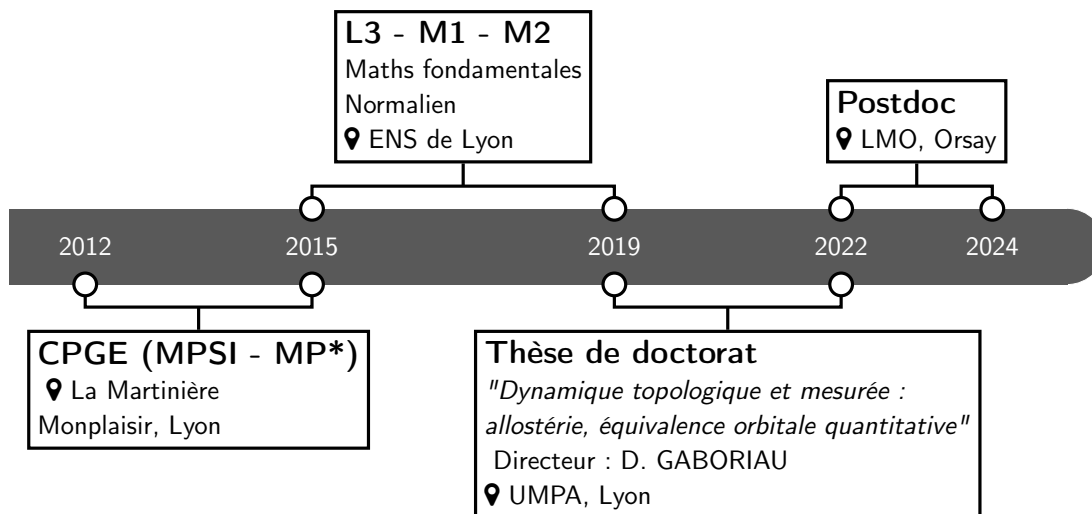 L3 - M1 - M2
Maths fondamentales
Normalien
ENS de Lyon
Postdoc
LMO, Orsay
2012 2015 2019 2022 2024
CPGE (MPSI - MP*)
La Martinière
Monplaisir, Lyon
Thèse de doctorat
"Dynamique topologique et mesurée :
allostérie, équivalence orbitale quantitative"
Directeur : D. GABORIAU
UMPA, Lyon